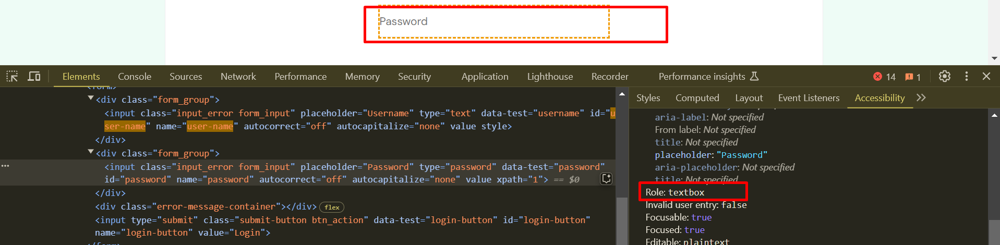 Password
Elements Console Sources Network Performance Memory Security Application Lighthouse Recorder Performance insights 14 1
<form>
<div class="form_group">
<input class="input_error form_input" placeholder="Username" type="text" data-test="username" id="u
ser-name" name="user-name" autocorrect="off" autocapitalize="none" value style>
</div>
<div class="form_group">
<input class="input_error form_input" placeholder="Password" type="password" data-test="password"
id="password" name="password" autocorrect="off" autocapitalize="none" value xpath="1"> == $0
</div>
<div class="error-message-container"></div> flex
<input type="submit" class="submit-button btn_action" data-test="login-button" id="login-button"
name="login-button" value="Login">
</form>
Styles Computed Layout Event Listeners Accessibility
aria-label: Not specified
From label: Not specified
title: Not specified
placeholder: "Password"
aria-placeholder: Not specified
title: Not specified
Role: textbox
Invalid user entry: false
Focusable: true
Focused: true
Editable: plaintext